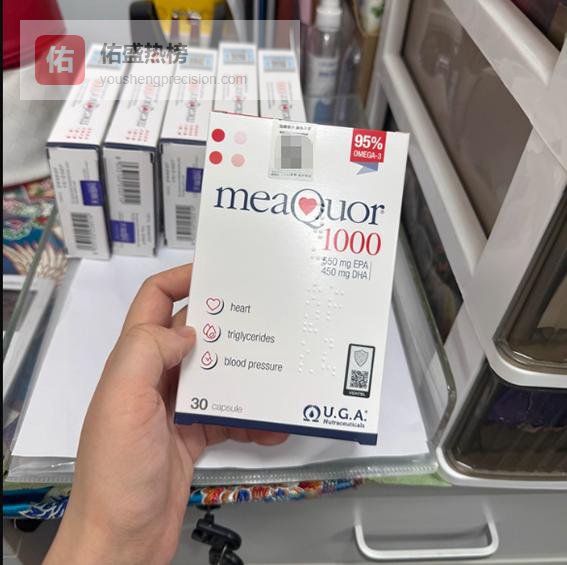 佑
佑盛热榜
youshengprecision.com
95%
OMEGA-3
meaQuor®
1000
550 mg EPA
450 mg DHA
heart
triglycerides
blood pressure
30 capsule
U.G.A.
Nutraceuticals